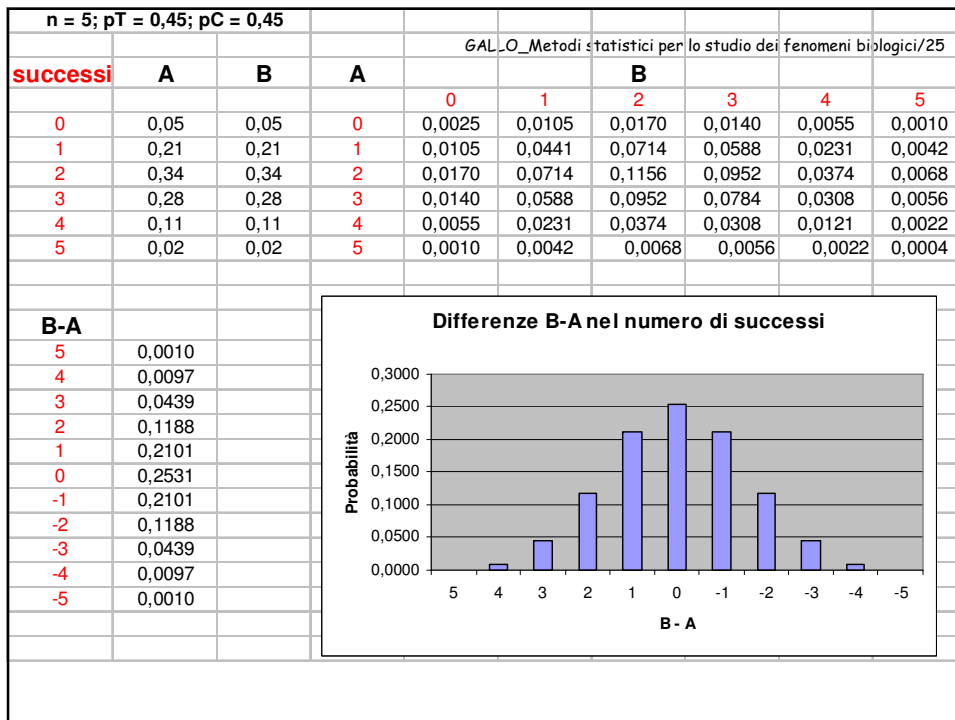 n = 5; pT = 0,45; pC = 0,45
GALLO_Metodi statistici per lo studio dei fenomeni biologici/25
successi A B A B
0 1 2 3 4 5
0 0,05 0,05 0 0,0025 0,0105 0,0170 0,0140 0,0055 0,0010
1 0,21 0,21 1 0,0105 0,0441 0,0714 0,0588 0,0231 0,0042
2 0,34 0,34 2 0,0170 0,0714 0,1156 0,0952 0,0374 0,0068
3 0,28 0,28 3 0,0140 0,0588 0,0952 0,0784 0,0308 0,0056
4 0,11 0,11 4 0,0055 0,0231 0,0374 0,0308 0,0121 0,0022
5 0,02 0,02 5 0,0010 0,0042 0,0068 0,0056 0,0022 0,0004
B-A
5 0,0010
4 0,0097
3 0,0439
2 0,1188
1 0,2101
0 0,2531
-1 0,2101
-2 0,1188
-3 0,0439
-4 0,0097
-5 0,0010
Differenze B-A nel numero di successi
0,3000
0,2500
0,2000
0,1500
0,1000
0,0500
0,0000
Probabilità
5 4 3 2 1 0 -1 -2 -3 -4 -5
B - A